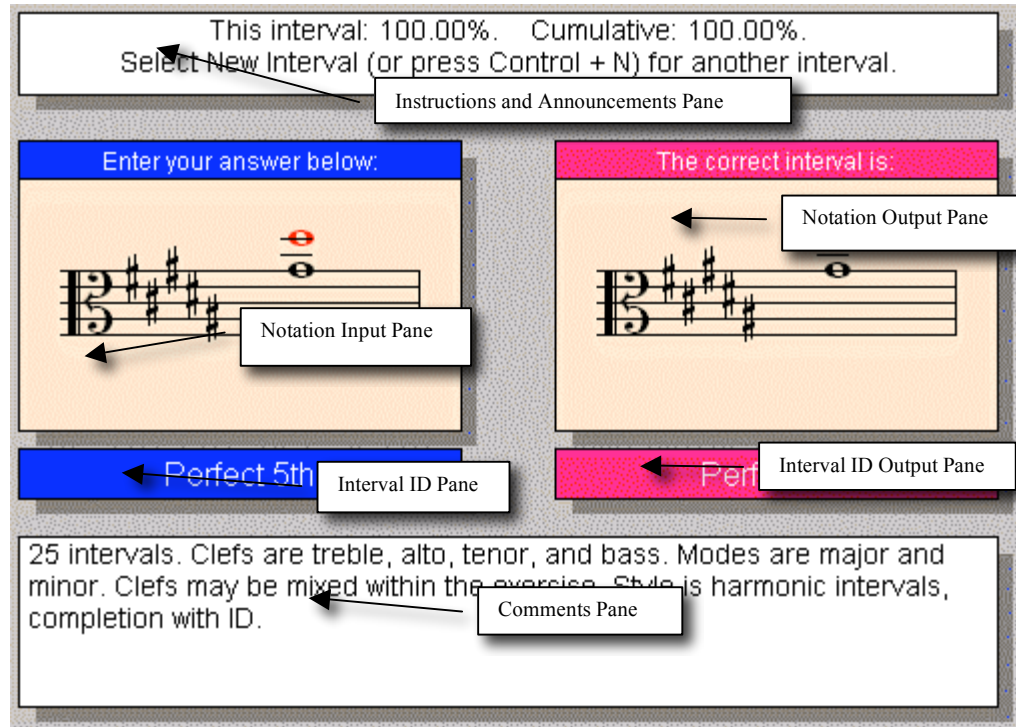 This interval: 100.00%. Cumulative: 100.00%.
Select New Interval (or press Control + N) for another interval.
Instructions and Announcements Pane
Enter your answer below:
The correct interval is:
Notation Output Pane
Notation Input Pane
Perfect 5th
Interval ID Pane
Perf
Interval ID Output Pane
25 intervals. Clefs are treble, alto, tenor, and bass. Modes are major and
minor. Clefs may be mixed within the exercise. Style is harmonic intervals,
completion with ID.
Comments Pane